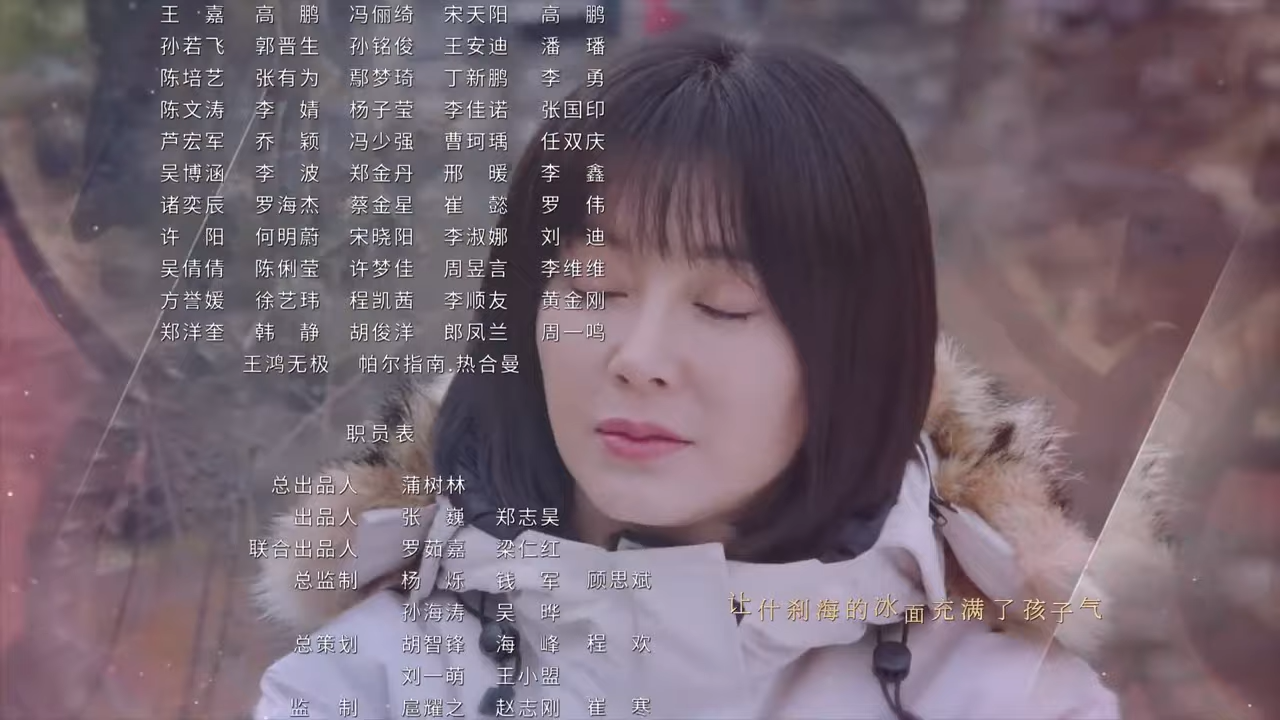 王 嘉 高 鹏 冯俪绮 宋天阳 高 鹏
孙若飞 郭晋生 孙铭俊 王安迪 潘 璠
陈培艺 张有为 鄢梦琦 丁新鹏 李 勇
陈文涛 李 婧 杨子莹 李佳诺 张国印
芦宏军 乔 颖 冯少强 曹珂瑀 任双庆
吴博涵 李 波 郑金丹 邢 暖 李 鑫
诸奕辰 罗海杰 蔡金星 崔 懿 罗 伟
许 阳 何明蔚 宋晓阳 李淑娜 刘 迪
吴倩倩 陈俐莹 许梦佳 周昱言 李维维
方誉媛 徐艺玮 程凯茜 李顺友 黄金刚
郑洋奎 韩 静 胡俊洋 郎凤兰 周一鸣
王鸿无极 帕尔指南.热合曼
职员表
总出品人 蒲树林
出品人 张 巍 郑志昊
联合出品人 罗茹嘉 梁仁红
总监制 杨 烁 钱 军 顾思斌
孙海涛 吴 晔
总策划 胡智锋 海 峰 程 欢
刘一萌 王小盟
监 制 扈耀之 赵志刚 崔 寒
让什刹海的冰面充满了孩子气